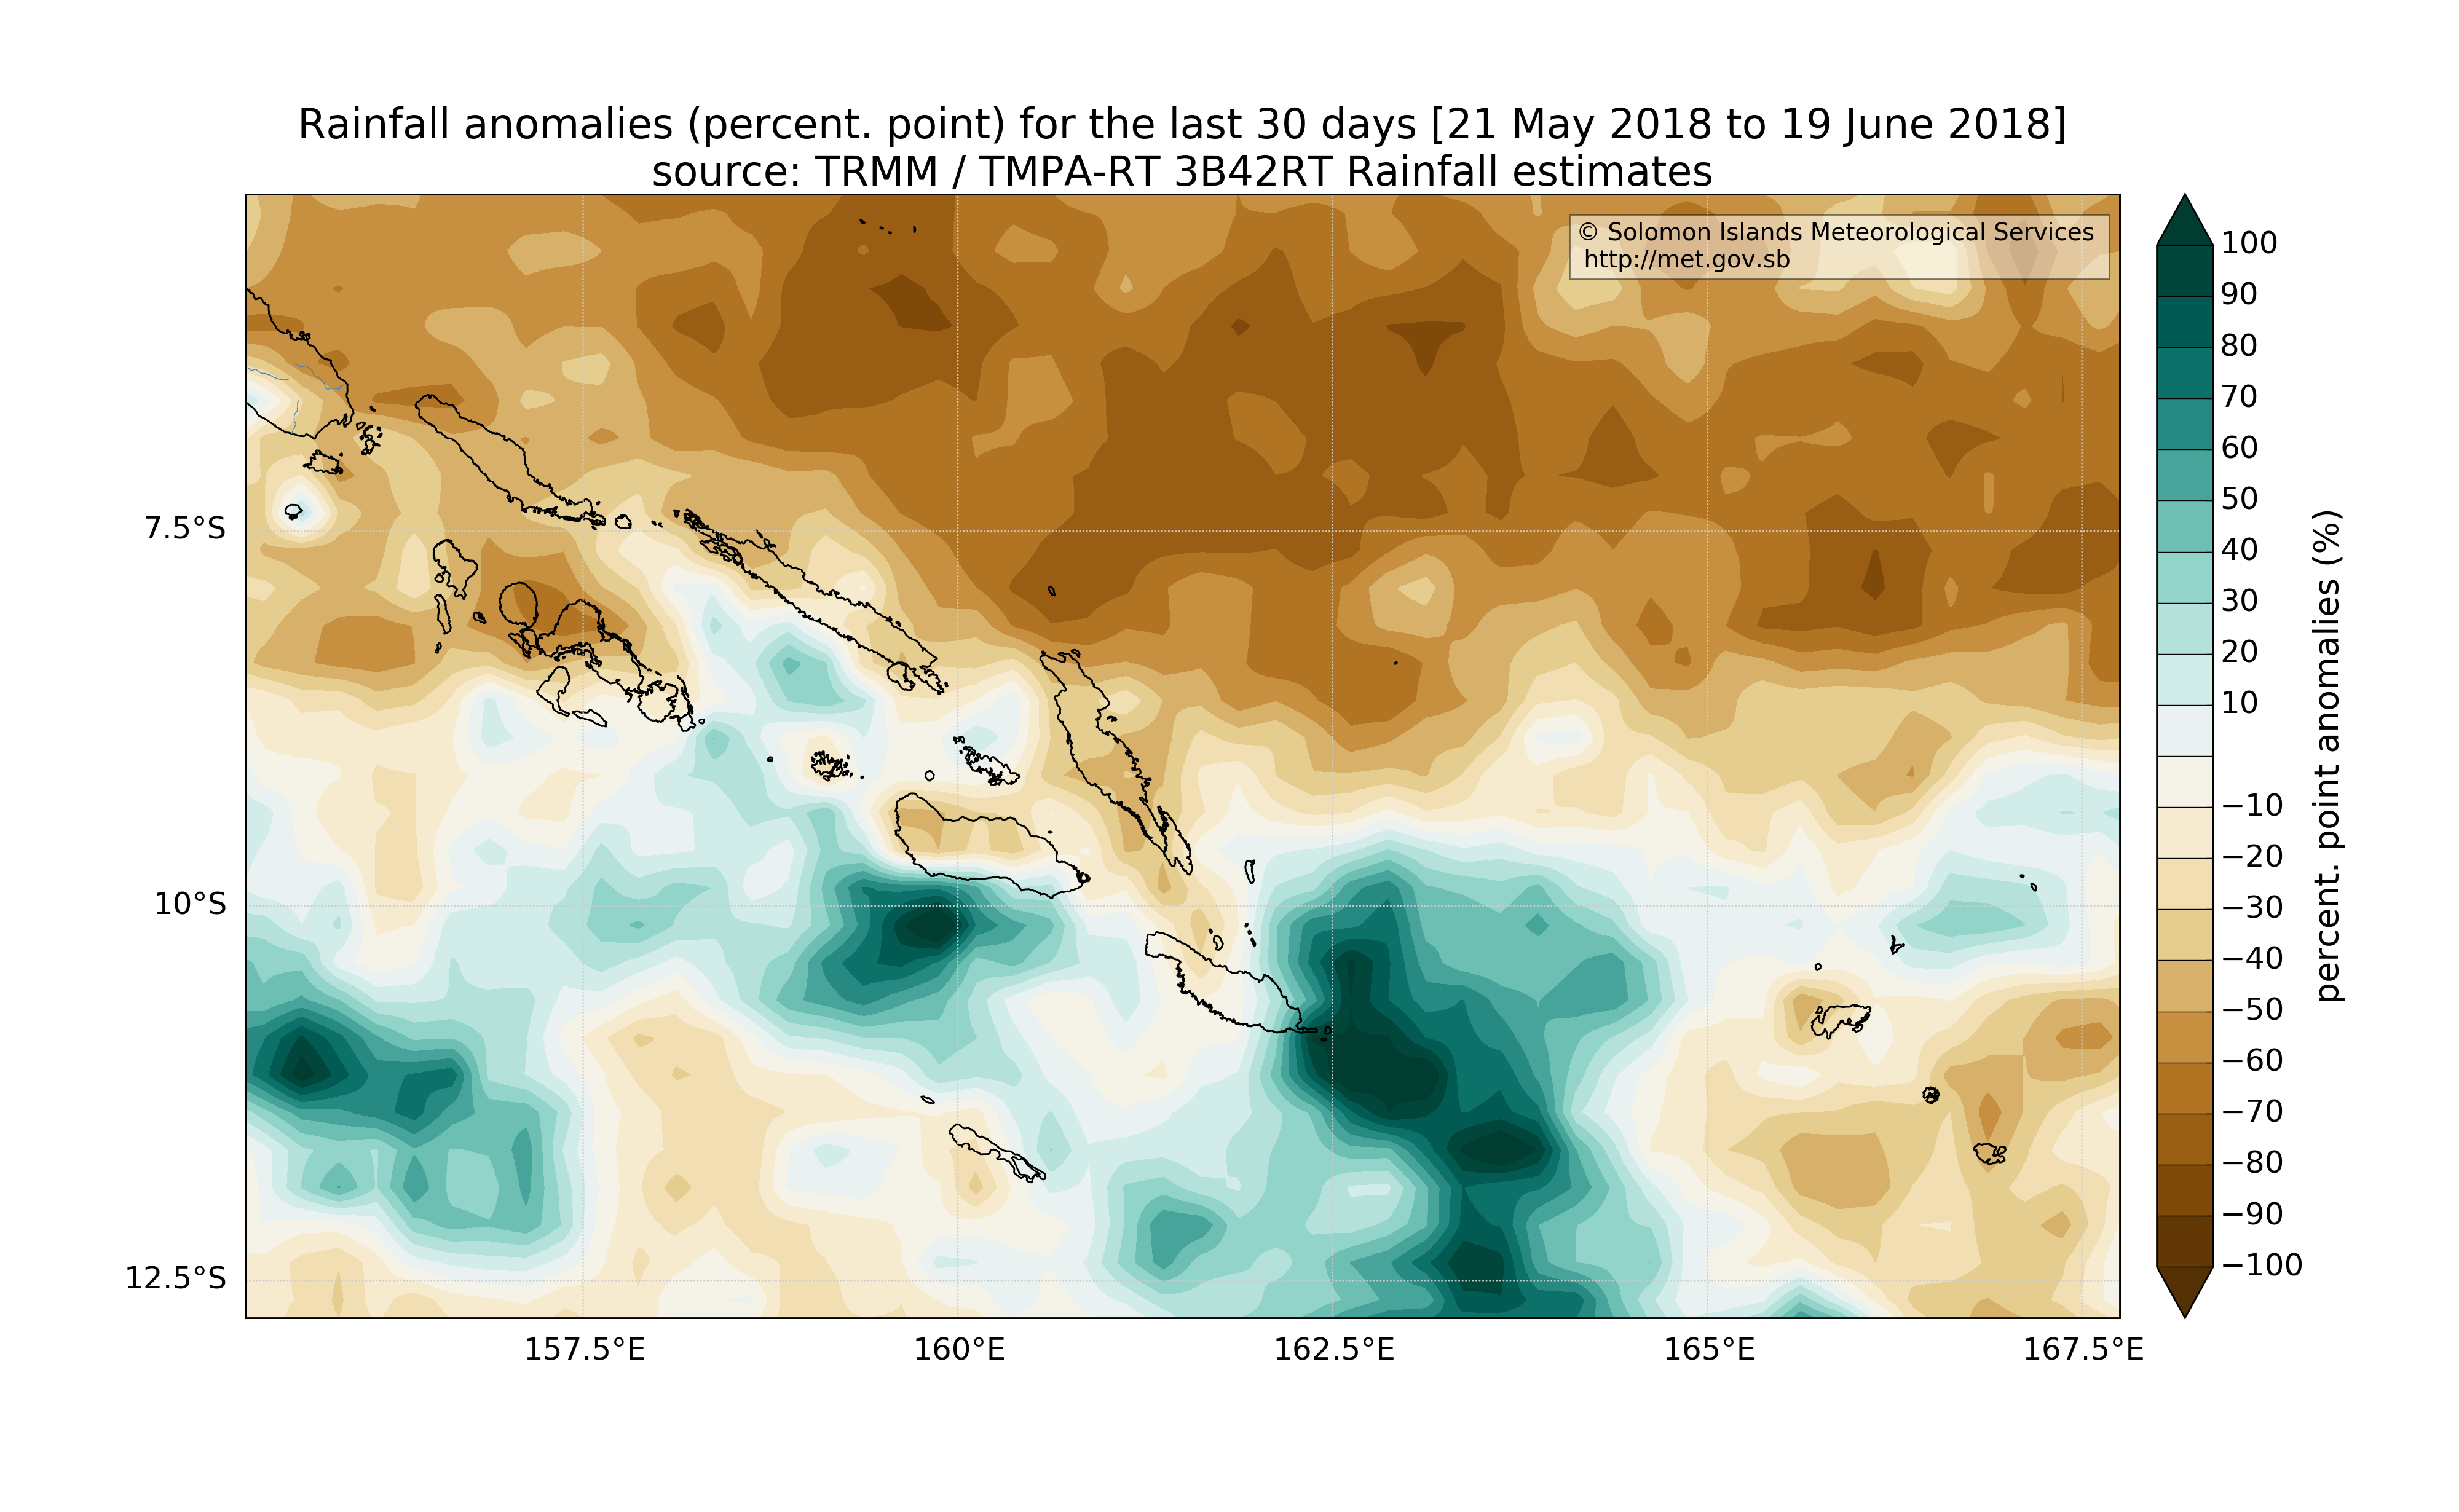 Rainfall anomalies (percent. point) for the last 30 days [21 May 2018 to 19 June 2018]
source: TRMM / TMPA-RT 3B42RT Rainfall estimates
© Solomon Islands Meteorological Services
http://met.gov.sb
7.5°S
10°S
12.5°S
157.5°E
160°E
162.5°E
165°E
167.5°E
100
90
80
70
60
50
40
30
20
10
−10
−20
−30
−40
−50
−60
−70
−80
−90
−100
percent. point anomalies (%)